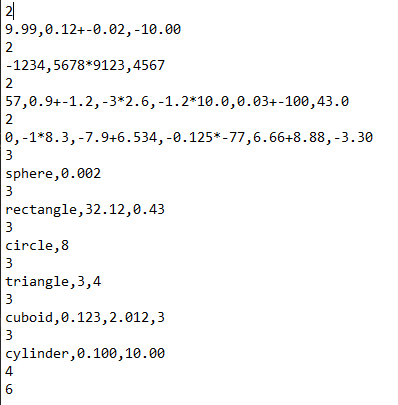 2
9.99,0.12+-0.02,-10.00
2
-1234,5678*9123,4567
2
57,0.9+-1.2,-3*2.6,-1.2*10.0,0.03+-100,43.0
2
0,-1*8.3,-7.9+6.534,-0.125*-77,6.66+8.88,-3.30
3
sphere,0.002
3
rectangle,32.12,0.43
3
circle,8
3
triangle,3,4
3
cuboid,0.123,2.012,3
3
cylinder,0.100,10.00
4
6